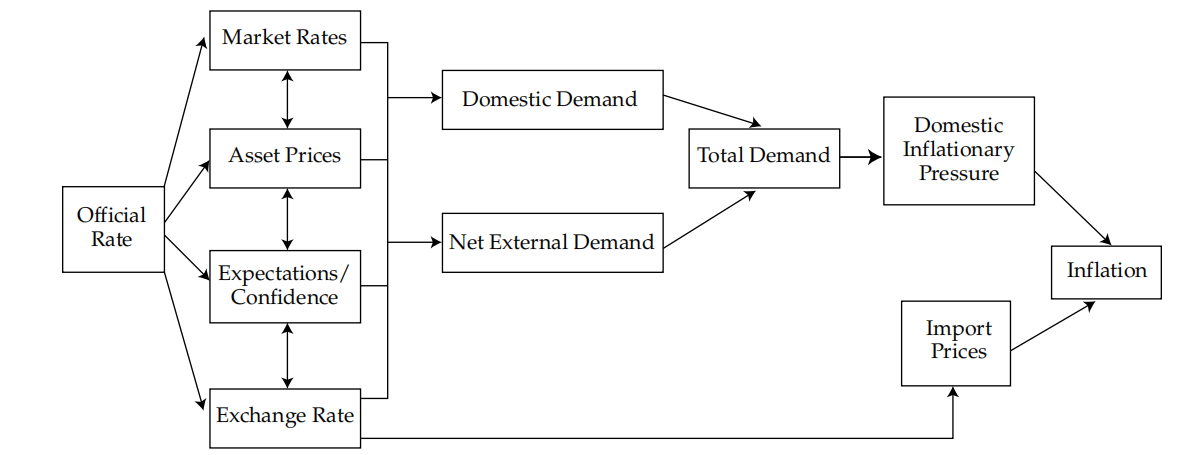 Market Rates
Asset Prices
Official
Rate
Expectations/
Confidence
Exchange Rate
Domestic Demand
Net External Demand
Total Demand
Domestic
Inflationary
Pressure
Import
Prices
Inflation